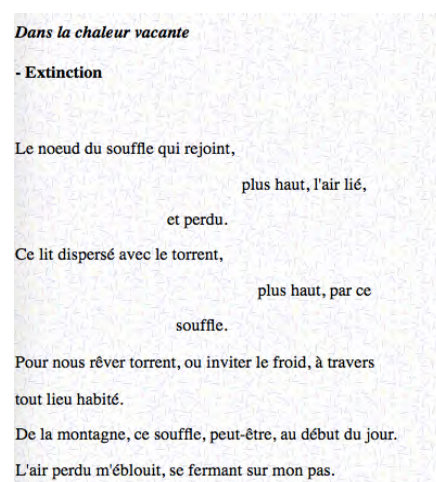 Dans la chaleur vacante
- Extinction
Le noeud du souffle qui rejoint,
plus haut, l'air lié,
et perdu.
Ce lit dispersé avec le torrent,
plus haut, par ce
souffle.
Pour nous rêver torrent, ou inviter le froid, à travers
tout lieu habité.
De la montagne, ce souffle, peut-être, au début du jour.
L'air perdu m'éblouit, se fermant sur mon pas.